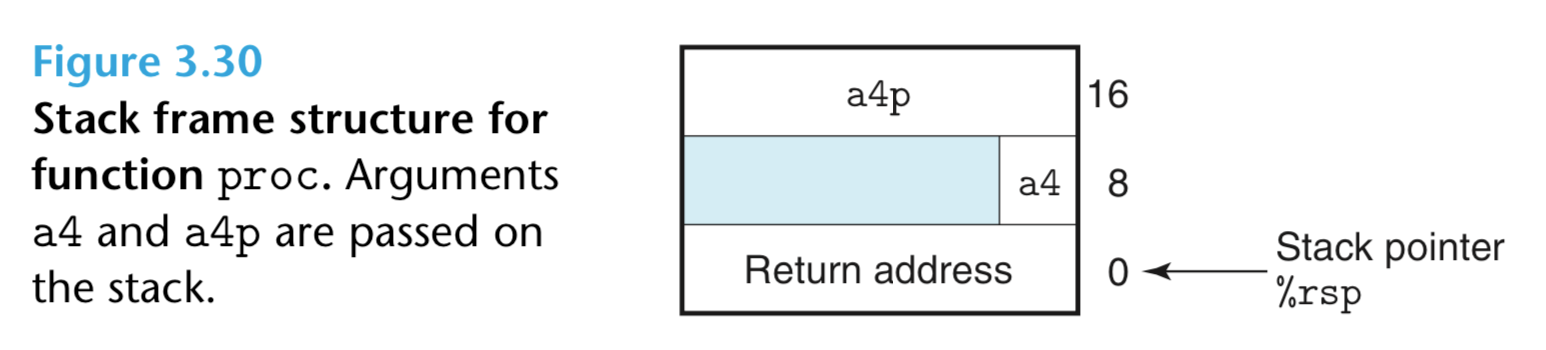 Figure 3.30
Stack frame structure for
function proc. Arguments
a4 and a4p are passed on
the stack.
a4p 16
a4 8
Return address 0
Stack pointer
%rsp